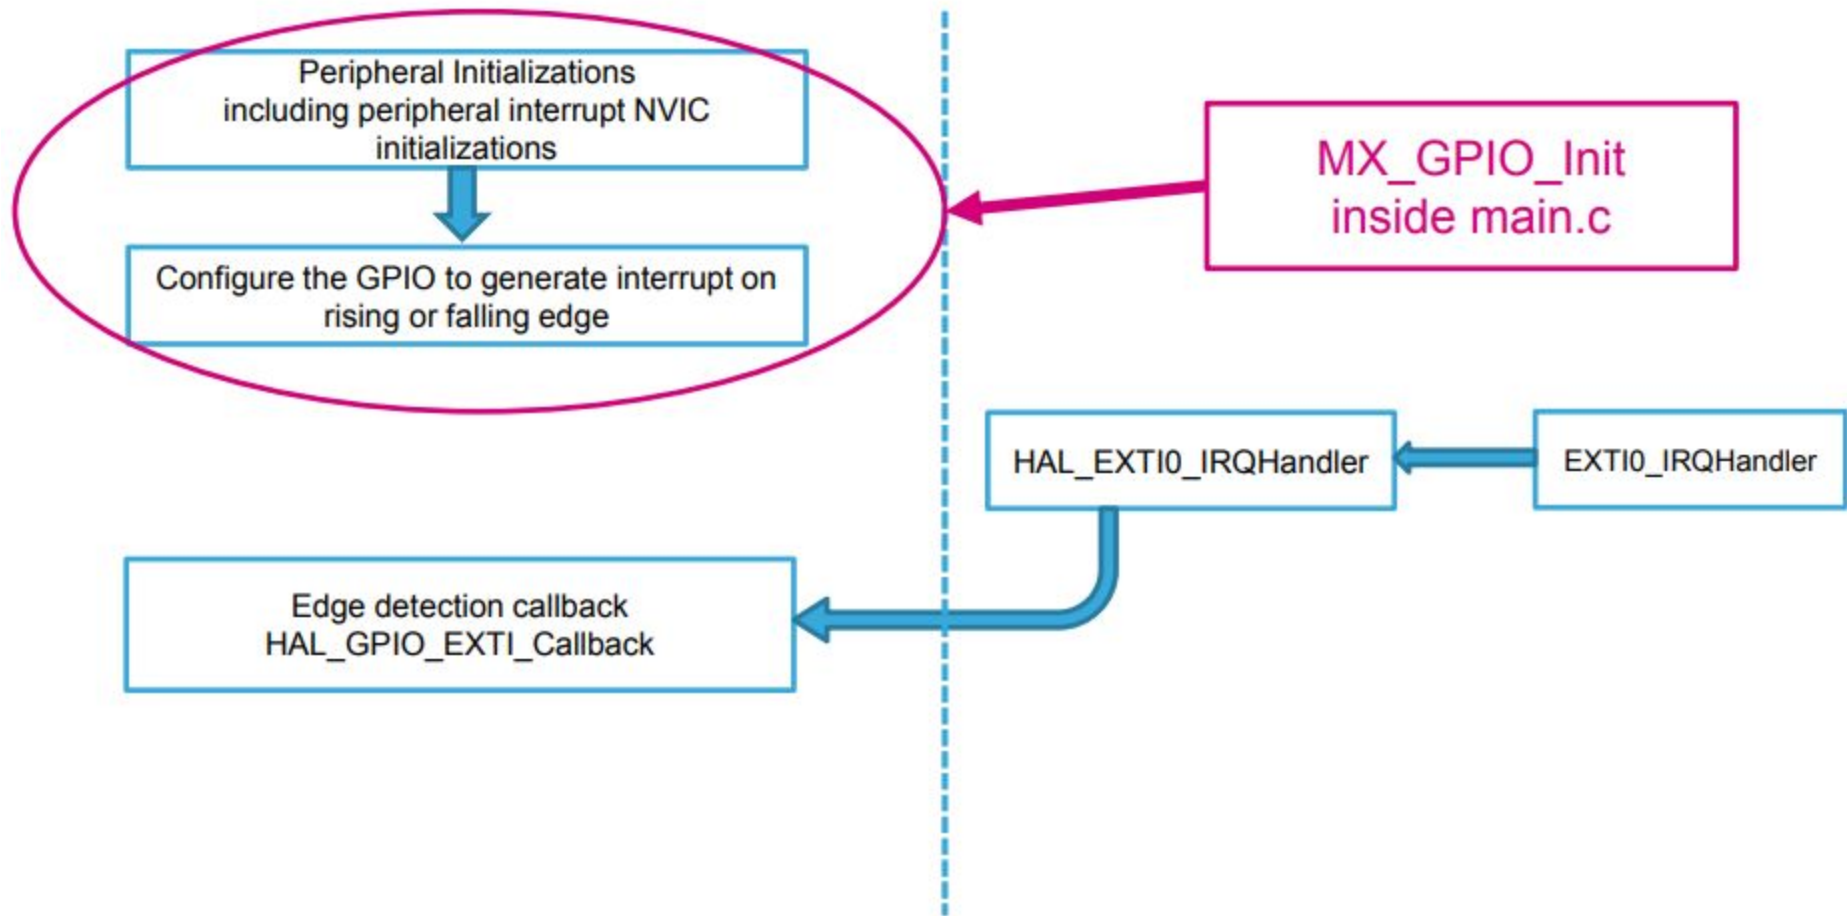 Peripheral Initializations
including peripheral interrupt NVIC
initializations
MX_GPIO_Init
inside main.c
Configure the GPIO to generate interrupt on
rising or falling edge
HAL_EXTI0_IRQHandler
EXTI0_IRQHandler
Edge detection callback
HAL_GPIO_EXTI_Callback